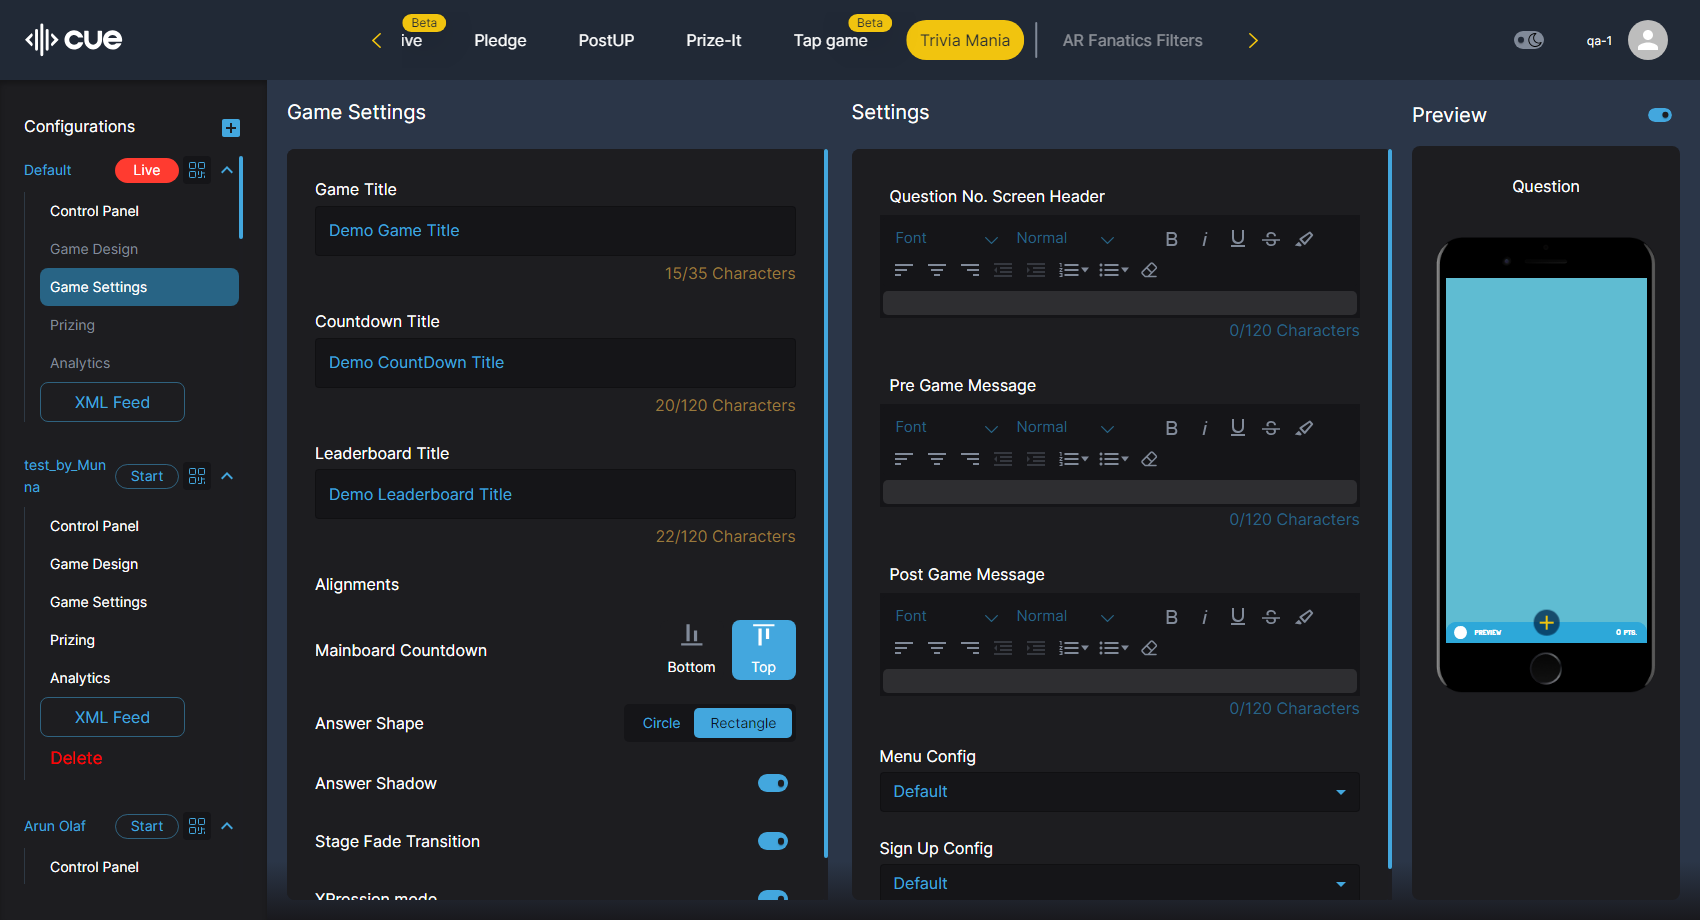 cue
Beta
ive
Pledge
PostUP
Prize-It
Beta
Tap game
Trivia Mania
AR Fanatics Filters
qa-1
Configurations
Default
Live
Control Panel
Game Design
Game Settings
Prizing
Analytics
XML Feed
test_by_Mun
na
Start
Control Panel
Game Design
Game Settings
Prizing
Analytics
XML Feed
Delete
Arun Olaf
Start
Control Panel
Game Settings
Game Title
Demo Game Title
15/35 Characters
Countdown Title
Demo CountDown Title
20/120 Characters
Leaderboard Title
Demo Leaderboard Title
22/120 Characters
Alignments
Mainboard Countdown
Bottom
Top
Answer Shape
Circle
Rectangle
Answer Shadow
Stage Fade Transition
XPression mode
Settings
Question No. Screen Header
Font
Normal
B i U S
0/120 Characters
Pre Game Message
Font
Normal
B i U S
0/120 Characters
Post Game Message
Font
Normal
B i U S
0/120 Characters
Menu Config
Default
Sign Up Config
Default
Preview
Question
PREVIEW
0 PTS.